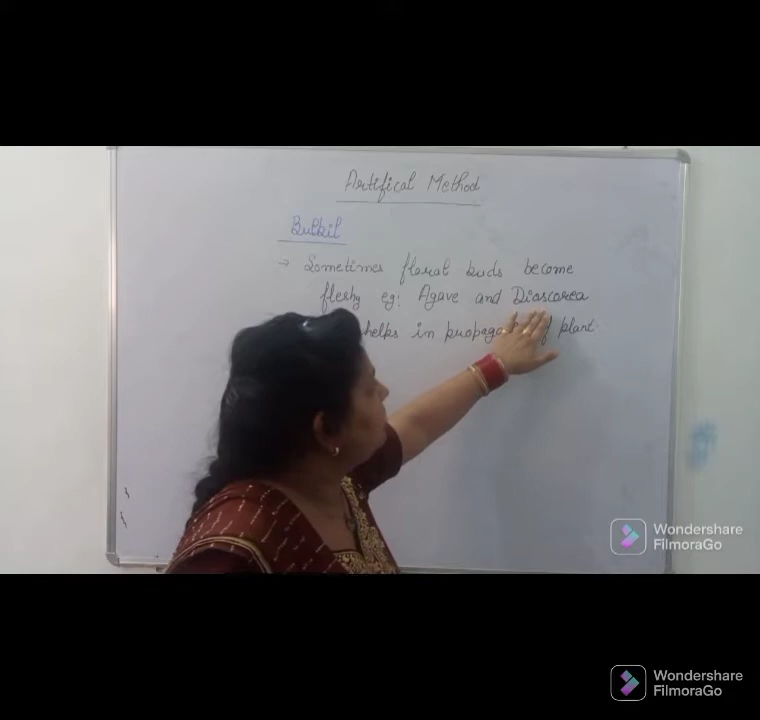 Artifical Method
Bulbil
→ Sometimes floral buds become
fleshy eg: Agave and Dioscorea
helps in propaga of plant
Wondershare
FilmoraGo
Wondershare
FilmoraGo